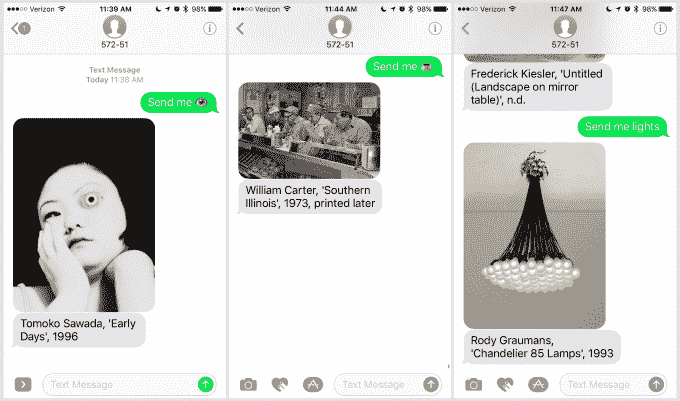 Verizon 11:39 AM 98%
1
572-51
Text Message
Today 11:38 AM
Send me 👁
Tomoko Sawada, 'Early
Days', 1996
Text Message
Verizon 11:44 AM 98%
572-51
Send me ☕
William Carter, 'Southern
Illinois', 1973, printed later
Text Message
Verizon 11:47 AM 98%
572-51
Frederick Kiesler, 'Untitled
(Landscape on mirror
table)', n.d.
Send me lights
Rody Graumans,
'Chandelier 85 Lamps', 1993
Text Message